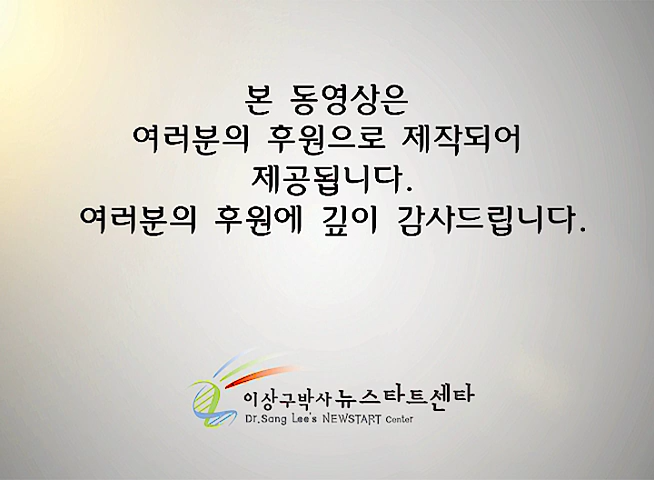 본 동영상은
여러분의 후원으로 제작되어
제공됩니다.
여러분의 후원에 깊이 감사드립니다.
이상구박사 뉴스타트센타
Dr.Sang Lee's NEWSTART Center